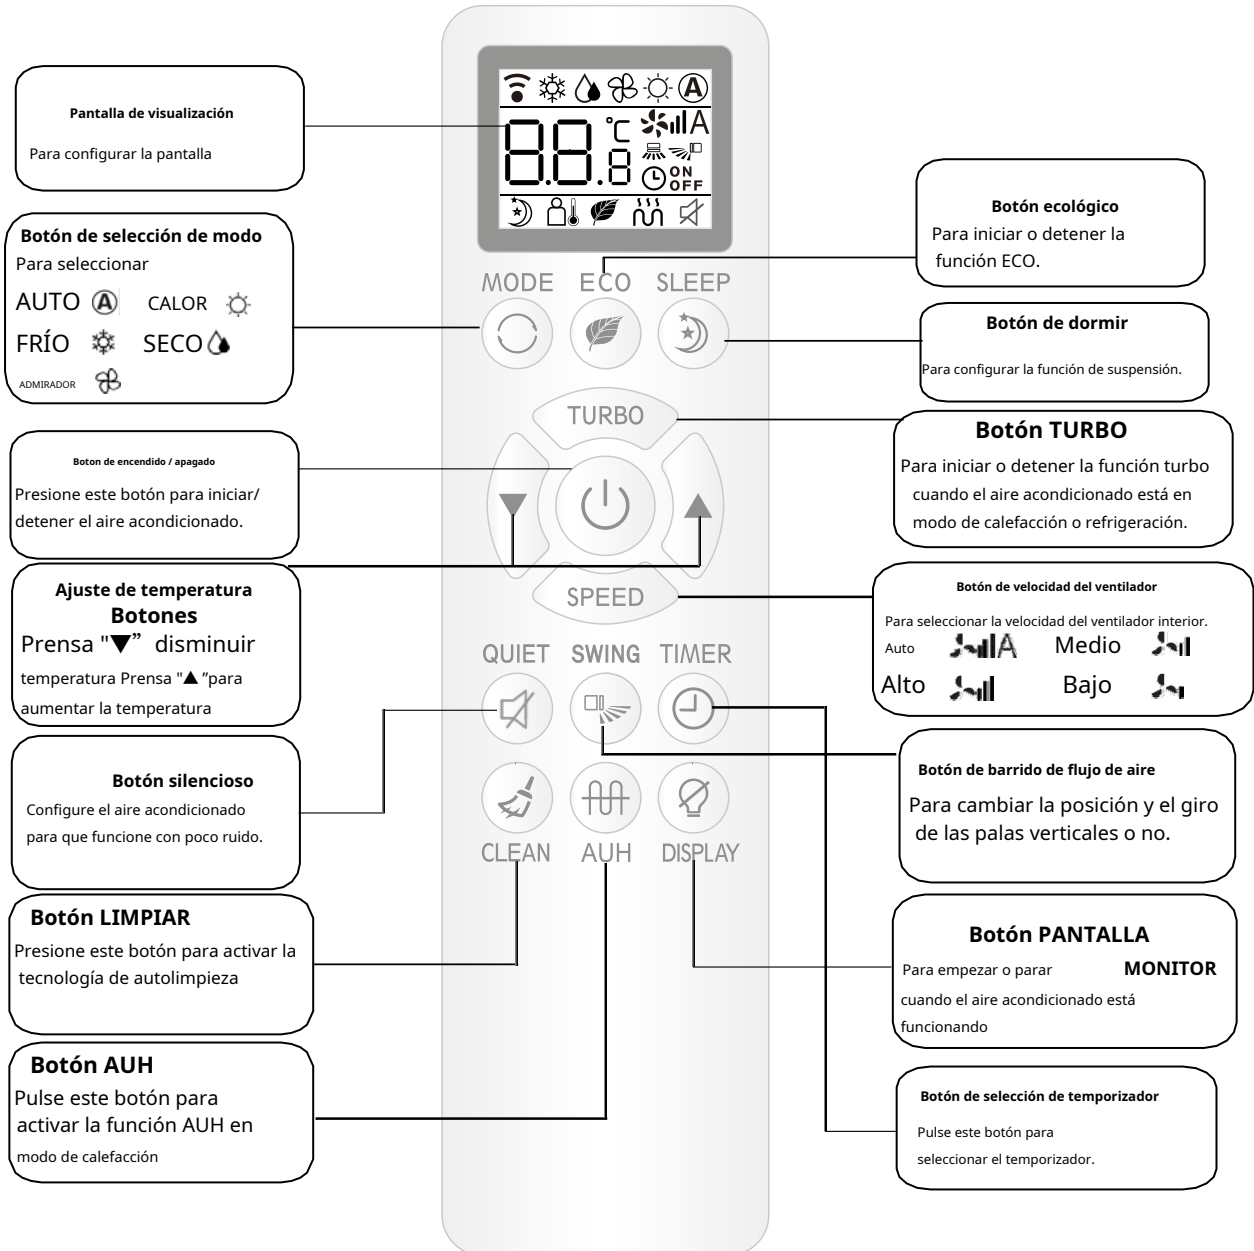 Pantalla de visualización
Para configurar la pantalla
Botón de selección de modo
Para seleccionar
AUTO A CALOR
FRÍO SECO
ADMIRADOR
Boton de encendido / apagado
Presione este botón para iniciar/
detener el aire acondicionado.
Ajuste de temperatura
Botones
Prensa "▼” disminuir
temperatura Prensa "▲ ”para
aumentar la temperatura
Botón silencioso
Configure el aire acondicionado
para que funcione con poco ruido.
Botón LIMPIAR
Presione este botón para activar la
tecnología de autolimpieza
Botón AUH
Pulse este botón para
activar la función AUH en
modo de calefacción
A
88.8 °C A
ON
OFF
MODE ECO SLEEP
TURBO
SPEED
QUIET SWING TIMER
CLEAN AUH DISPLAY
Botón ecológico
Para iniciar o detener la
función ECO.
Botón de dormir
Para configurar la función de suspensión.
Botón TURBO
Para iniciar o detener la función turbo
cuando el aire acondicionado está en
modo de calefacción o refrigeración.
Botón de velocidad del ventilador
Para seleccionar la velocidad del ventilador interior.
Auto A Medio
Alto Bajo
Botón de barrido de flujo de aire
Para cambiar la posición y el giro
de las palas verticales o no.
Botón PANTALLA
Para empezar o parar MONITOR
cuando el aire acondicionado está
funcionando
Botón de selección de temporizador
Pulse este botón para
seleccionar el temporizador.